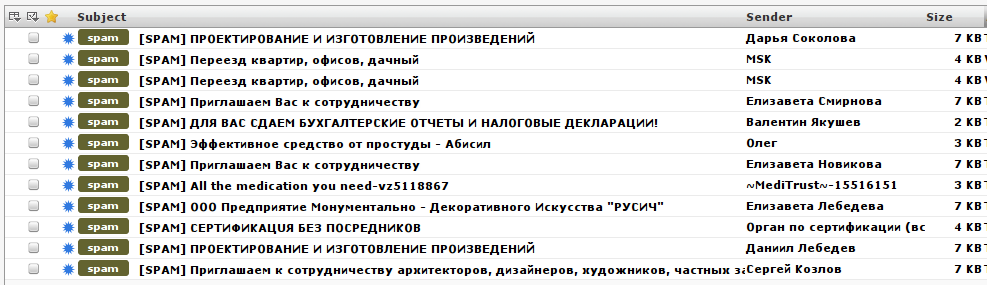 Subject Sender Size
spam [SPAM] ПРОЕКТИРОВАНИЕ И ИЗГОТОВЛЕНИЕ ПРОИЗВЕДЕНИЙ Дарья Соколова 7 KB
spam [SPAM] Переезд квартир, офисов, дачный MSK 4 KB
spam [SPAM] Переезд квартир, офисов, дачный MSK 4 KB
spam [SPAM] Приглашаем Вас к сотрудничеству Елизавета Смирнова 7 KB
spam [SPAM] ДЛЯ ВАС СДАЕМ БУХГАЛТЕРСКИЕ ОТЧЕТЫ И НАЛОГОВЫЕ ДЕКЛАРАЦИИ! Валентин Якушев 2 KB
spam [SPAM] Эффективное средство от простуды - Абисил Олег 3 KB
spam [SPAM] Приглашаем Вас к сотрудничеству Елизавета Новикова 7 KB
spam [SPAM] All the medication you need-vz5118867 ~MediTrust~-15516151 3 KB
spam [SPAM] ООО Предприятие Монументально - Декоративного Искусства "РУСИЧ" Елизавета Лебедева 7 KB
spam [SPAM] СЕРТИФИКАЦИЯ БЕЗ ПОСРЕДНИКОВ Орган по сертификации (вс 4 KB
spam [SPAM] ПРОЕКТИРОВАНИЕ И ИЗГОТОВЛЕНИЕ ПРОИЗВЕДЕНИЙ Даниил Лебедев 7 KB
spam [SPAM] Приглашаем к сотрудничеству архитекторов, дизайнеров, художников, частных за Сергей Козлов 7 KB